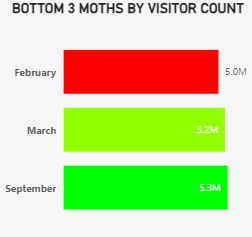 BOTTOM 3 MOTHS BY VISITOR COUNT
February 5.0M
March 5.2M
September 5.3M